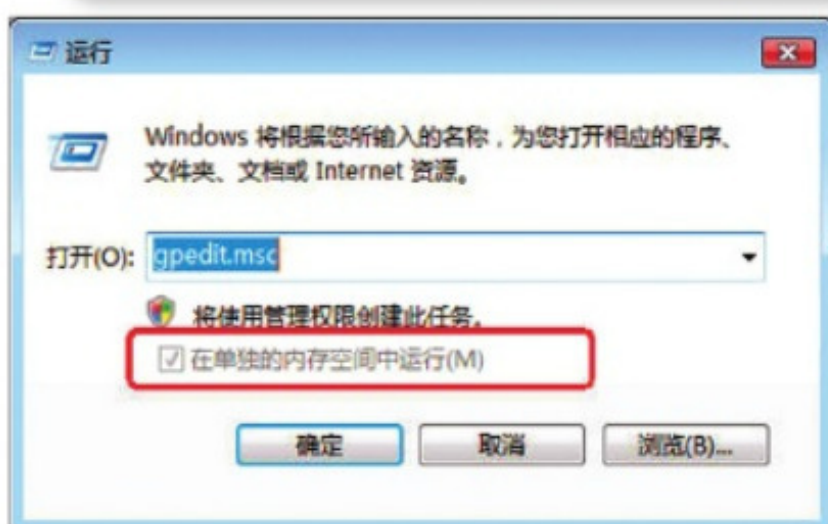 运行
Windows 将根据您所输入的名称，为您打开相应的程序、
文件夹、文档或 Internet 资源。
打开(O): gpedit.msc
将使用管理权限创建此任务。
在单独的内存空间中运行(M)
确定 取消 浏览(B)...